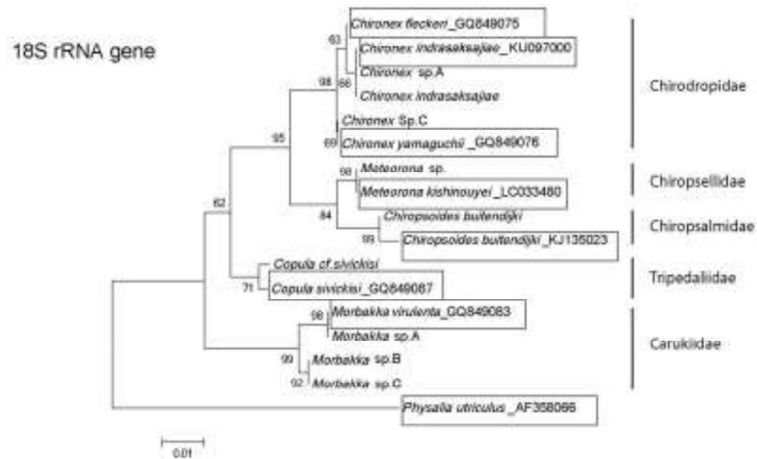 18S rRNA gene
Chironex fleckeri_GQ849075
63
Chironex indrasaksajiae_KU097000
Chironex sp.A
66
Chironex indrasaksajiae
98
Chironex Sp.C
69
Chironex yamaguchii_GQ849076
Chirodropidae
95
Meteorona sp.
98
Meteorona kishinouyei_LC033480
Chiropsellidae
84
Chiropsoides buitendijki
99
Chiropsoides buitendijki_KJ135023
Chiropsalmidae
62
Copula cf.sivickisi
71
Copula sivickisi_GQ849087
Tripedaliidae
Morbakka virulenta_GQ849083
98
Morbakka sp.A
99
Morbakka sp.B
92
Morbakka sp.C
Carukiidae
Physalia utriculus_AF358066
0.01